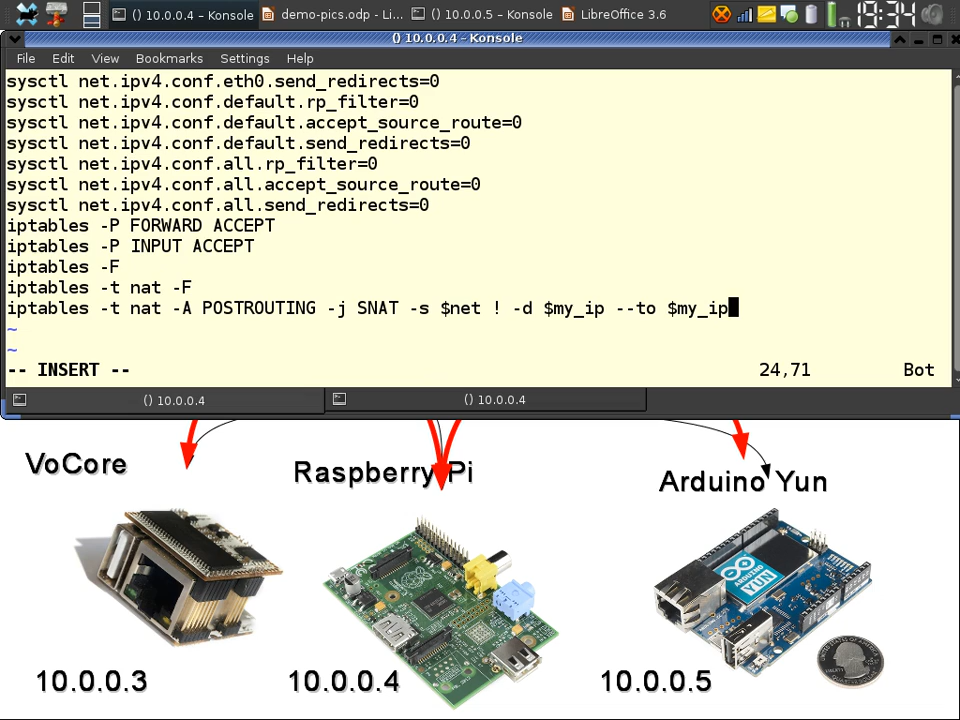 () 10.0.0.4 – Konsole
demo-pics.odp - Li...
() 10.0.0.5 – Konsole
LibreOffice 3.6
19:34
() 10.0.0.4 – Konsole
File Edit View Bookmarks Settings Help
sysctl net.ipv4.conf.eth0.send_redirects=0
sysctl net.ipv4.conf.default.rp_filter=0
sysctl net.ipv4.conf.default.accept_source_route=0
sysctl net.ipv4.conf.default.send_redirects=0
sysctl net.ipv4.conf.all.rp_filter=0
sysctl net.ipv4.conf.all.accept_source_route=0
sysctl net.ipv4.conf.all.send_redirects=0
iptables -P FORWARD ACCEPT
iptables -P INPUT ACCEPT
iptables -F
iptables -t nat -F
iptables -t nat -A POSTROUTING -j SNAT -s $net ! -d $my_ip --to $my_ip
~
~
-- INSERT -- 24,71 Bot
() 10.0.0.4
() 10.0.0.4
VoCore
Raspberry Pi
Arduino Yun
ARDUINO
YUN
10.0.0.3
10.0.0.4
10.0.0.5